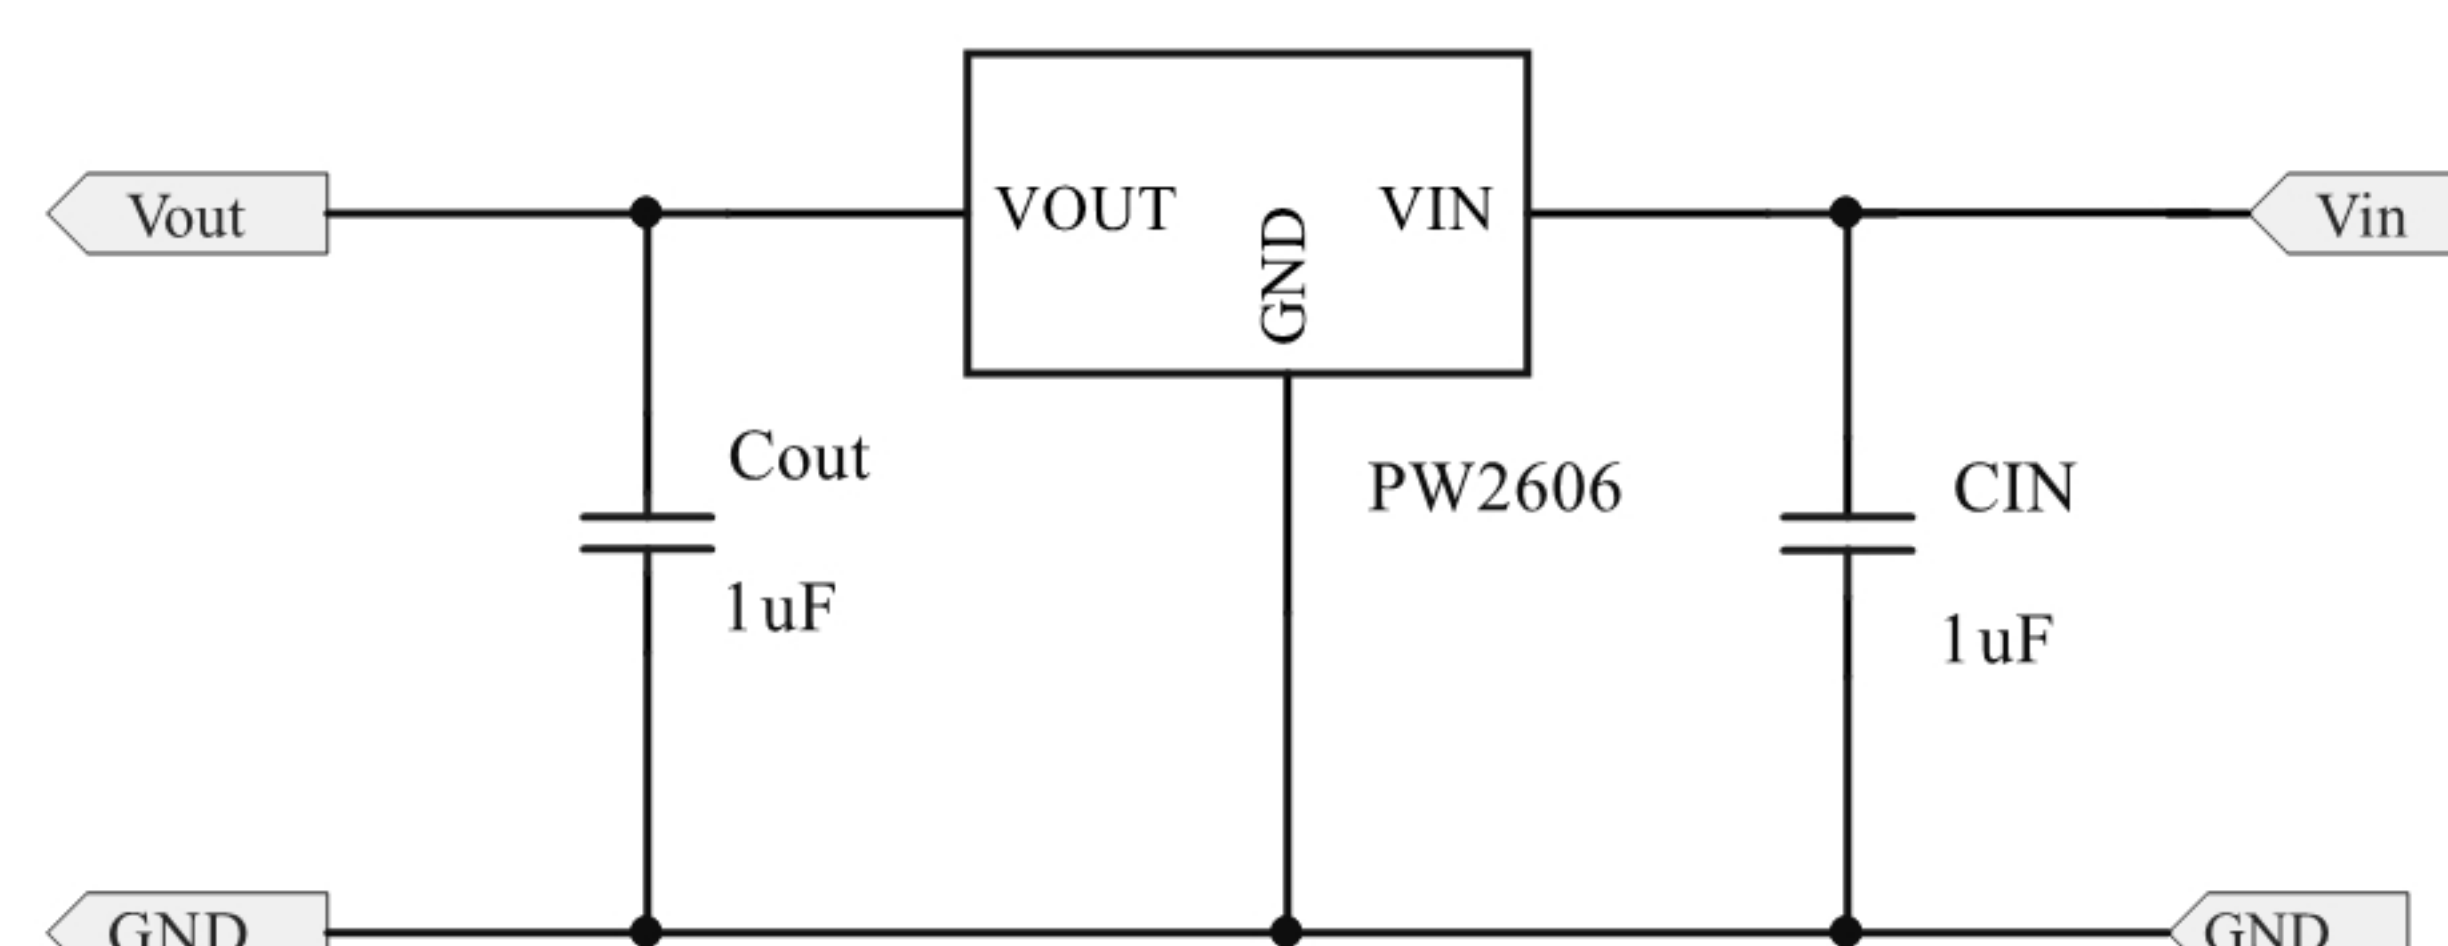 Vout
VOUT
GND
VIN
Vin
Cout
1uF
PW2606
CIN
1uF
GND
GND